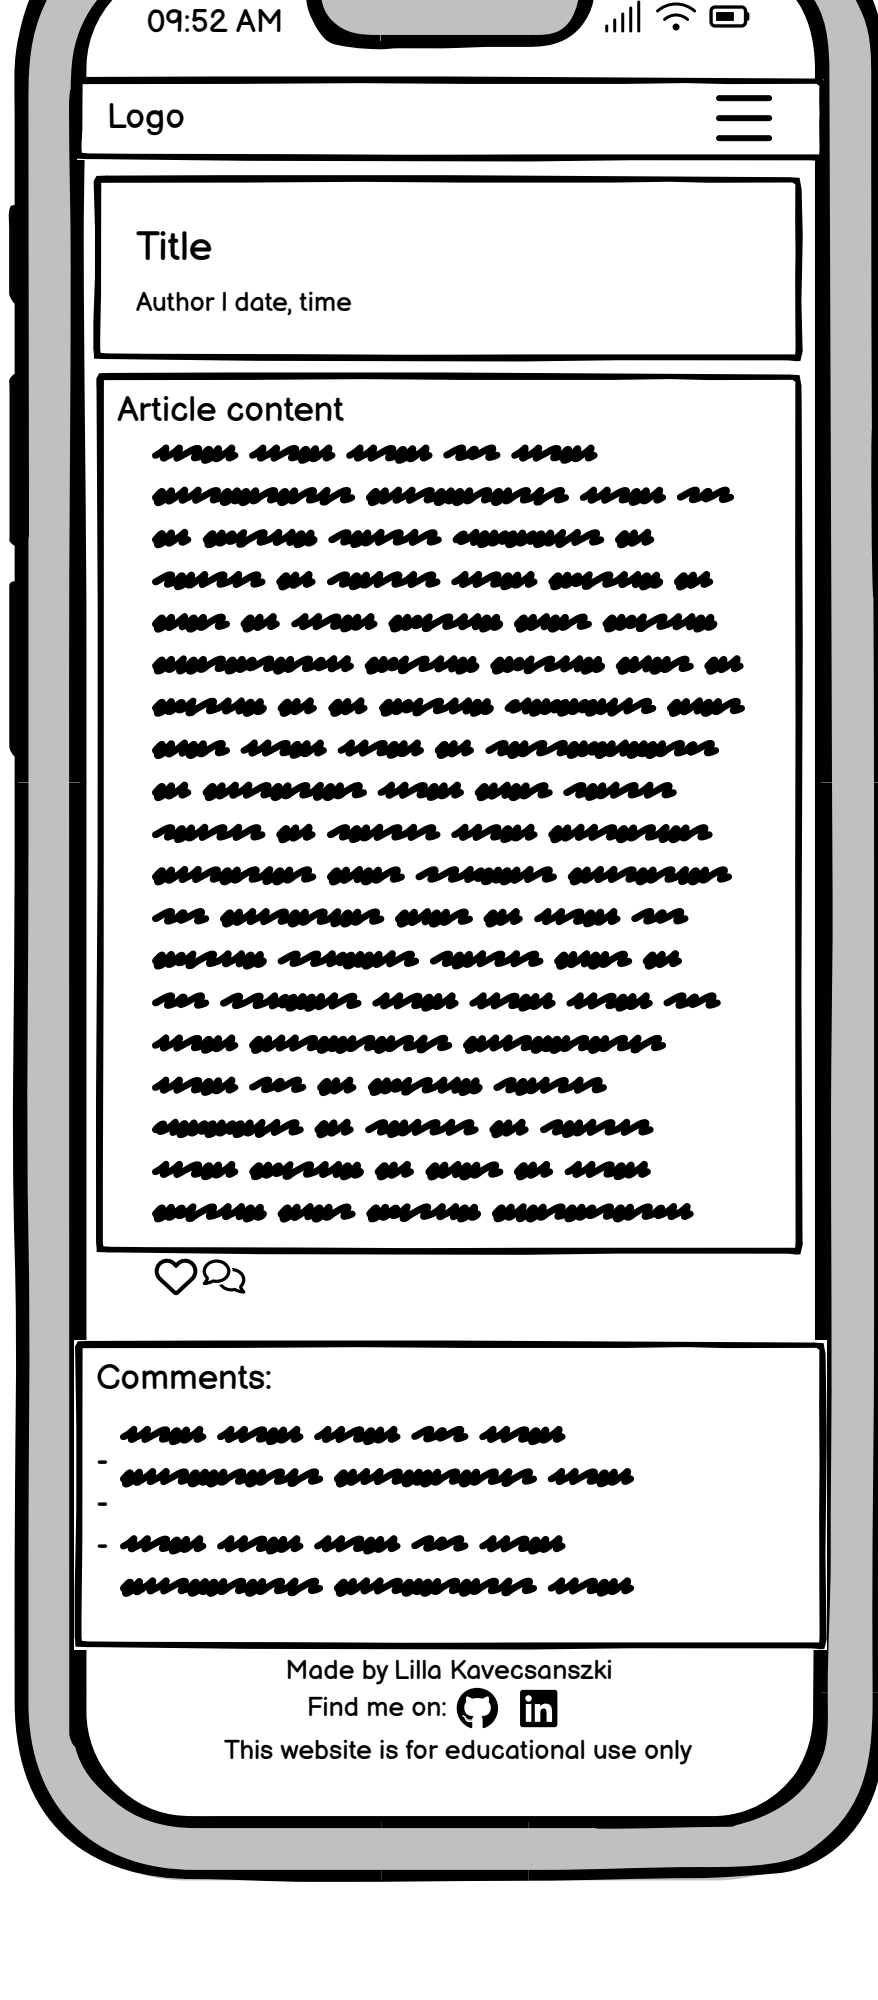 09:52 AM
Logo
Title
Author | date, time
Article content
Comments:
-
-
-
Made by Lilla Kavecsanszki
Find me on:
This website is for educational use only